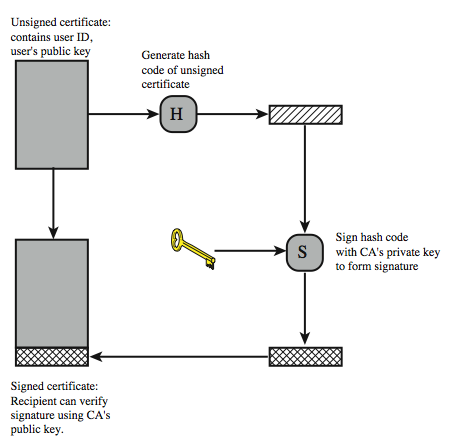 Unsigned certificate:
contains user ID,
user's public key
Generate hash
code of unsigned
certificate
H
S
Sign hash code
with CA's private key
to form signature
Signed certificate:
Recipient can verify
signature using CA's
public key.